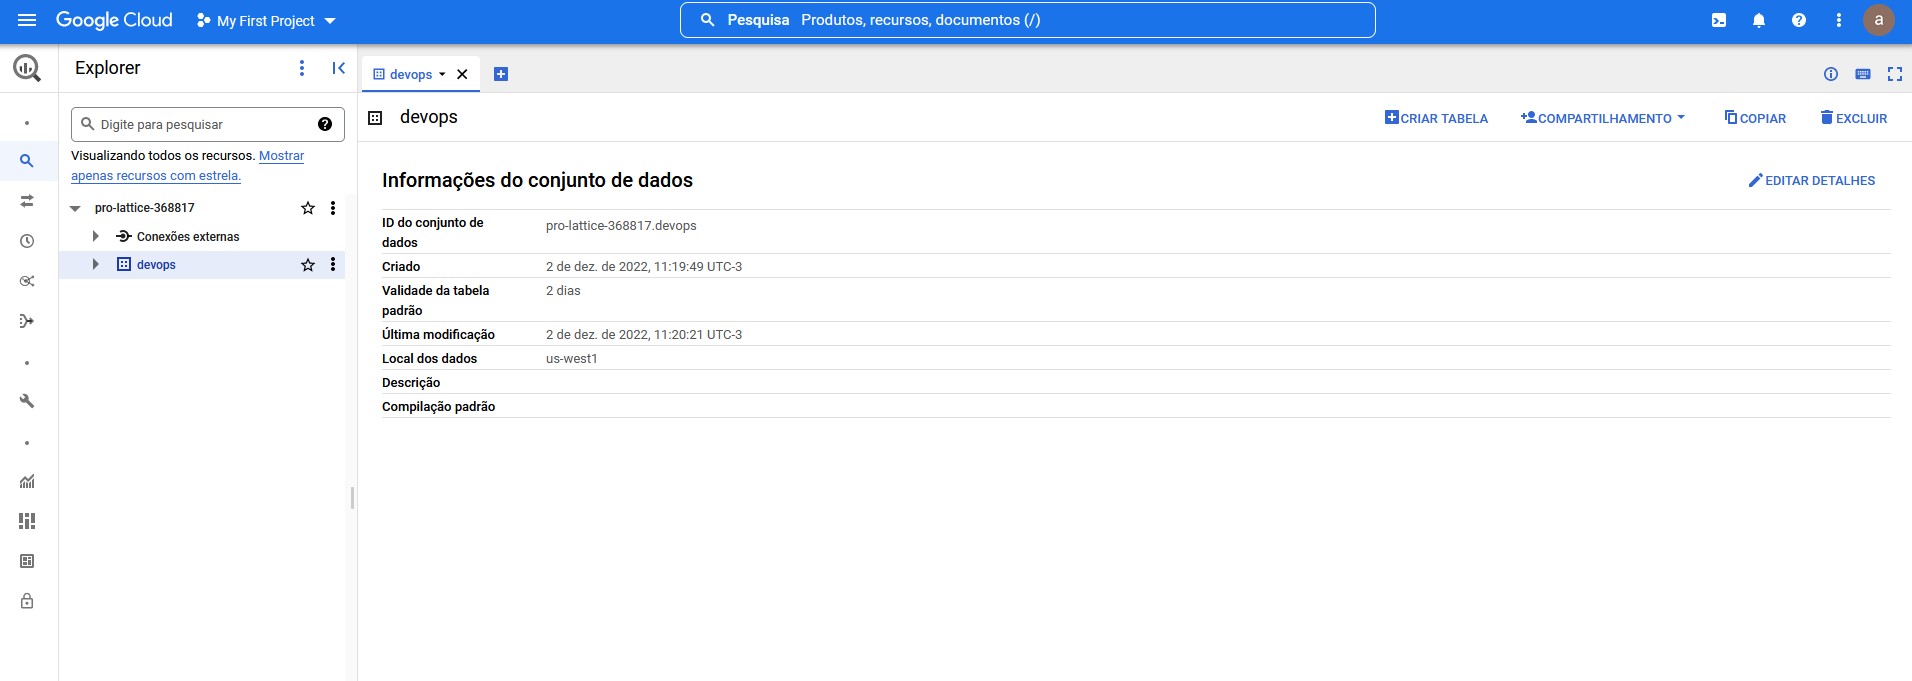 Google Cloud
My First Project
Pesquisa Produtos, recursos, documentos (/)
a
Explorer
devops
Digite para pesquisar
?
Visualizando todos os recursos. Mostrar
apenas recursos com estrela.
pro-lattice-368817
Conexões externas
devops
devops
CRIAR TABELA
COMPARTILHAMENTO
COPIAR
EXCLUIR
Informações do conjunto de dados
EDITAR DETALHES
ID do conjunto de
dados
pro-lattice-368817.devops
Criado
2 de dez. de 2022, 11:19:49 UTC-3
Validade da tabela
padrão
2 dias
Última modificação
2 de dez. de 2022, 11:20:21 UTC-3
Local dos dados
us-west1
Descrição
Compilação padrão